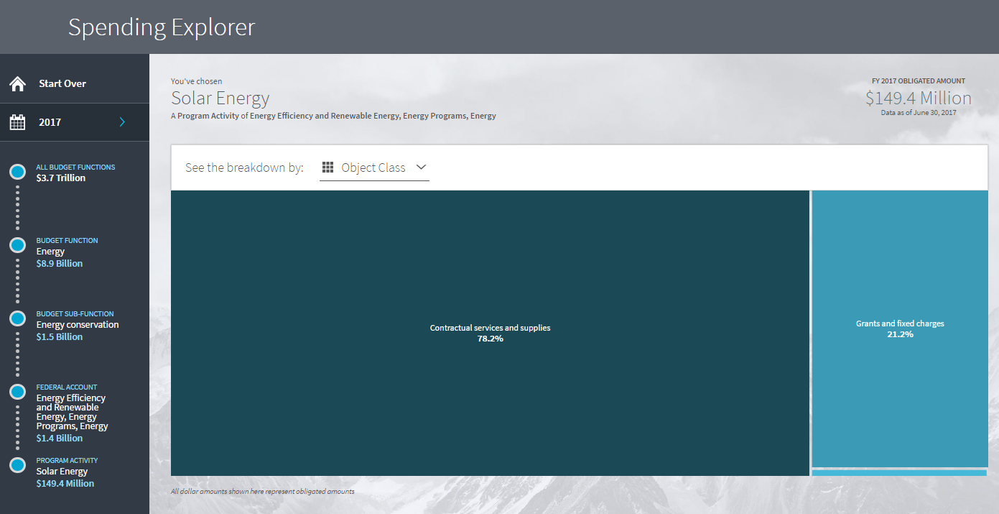 Spending Explorer
Start Over
2017
ALL BUDGET FUNCTIONS
$3.7 Trillion
BUDGET FUNCTION
Energy
$8.9 Billion
BUDGET SUB-FUNCTION
Energy conservation
$1.5 Billion
FEDERAL ACCOUNT
Energy Efficiency
and Renewable
Energy, Energy
Programs, Energy
$1.4 Billion
PROGRAM ACTIVITY
Solar Energy
$149.4 Million
You've chosen
Solar Energy
A Program Activity of Energy Efficiency and Renewable Energy, Energy Programs, Energy
FY 2017 OBLIGATED AMOUNT
$149.4 Million
Data as of June 30, 2017
See the breakdown by: Object Class
Contractual services and supplies
78.2%
Grants and fixed charges
21.2%
All dollar amounts shown here represent obligated amounts